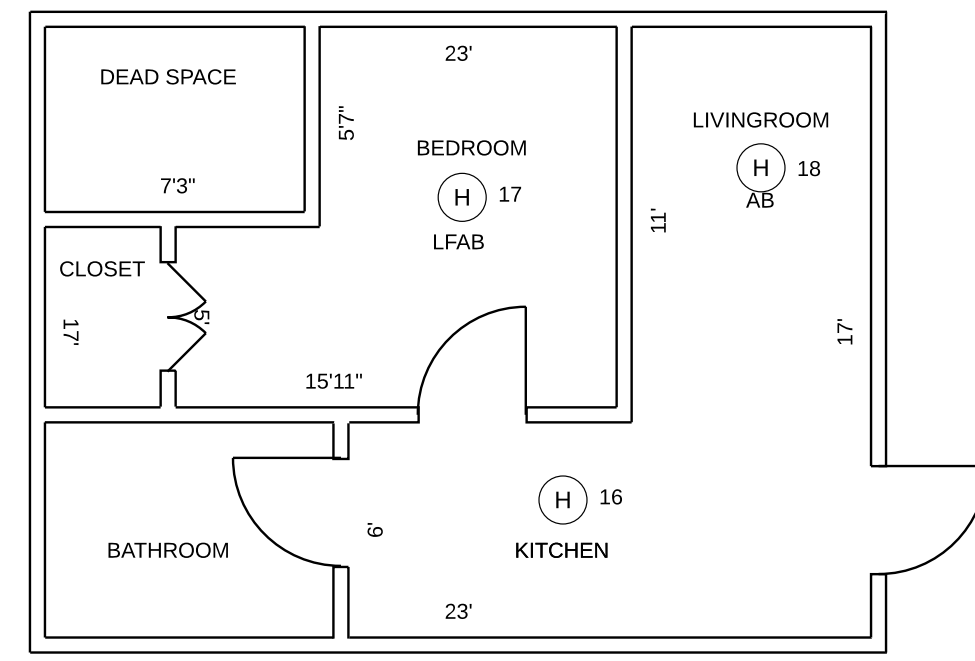 23'
DEAD SPACE
5'7"
LIVINGROOM
BEDROOM
H 18
7'3"
H 17
AB
11'
LFAB
CLOSET
5'
17'
17'
15'11"
H 16
6'
BATHROOM
KITCHEN
23'